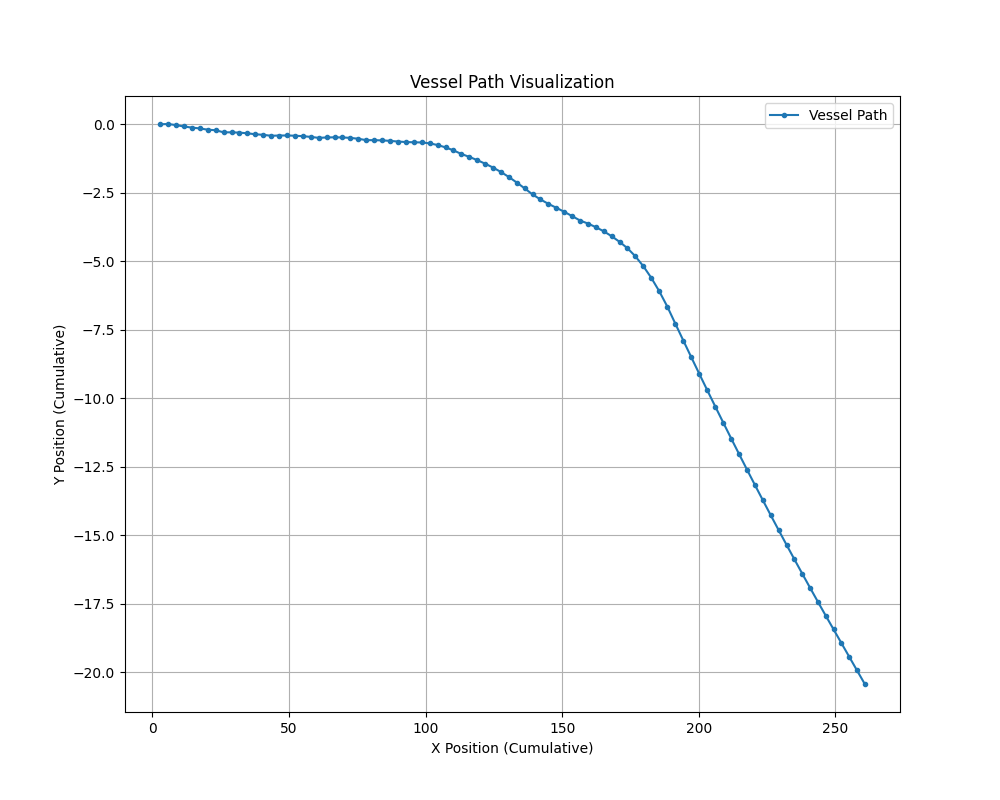 Vessel Path Visualization
Vessel Path
Y Position (Cumulative)
0.0
−2.5
−5.0
−7.5
−10.0
−12.5
−15.0
−17.5
−20.0
0 50 100 150 200 250
X Position (Cumulative)